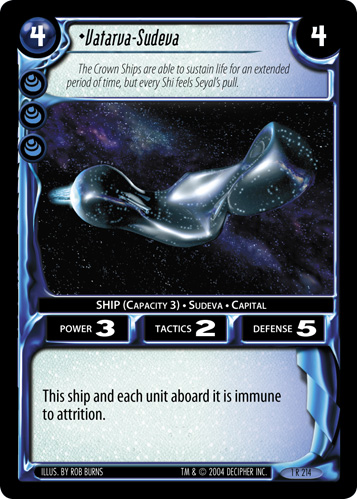 4
•Vatarva-Sudeva
4
The Crown Ships are able to sustain life for an extended
period of time, but every Shi feels Seyal's pull.
SHIP (CAPACITY 3) • SUDEVA • CAPITAL
POWER 3 TACTICS 2 DEFENSE 5
This ship and each unit aboard it is immune
to attrition.
ILLUS. BY ROB BURNS TM & © 2004 DECIPHER INC. 1 R 214